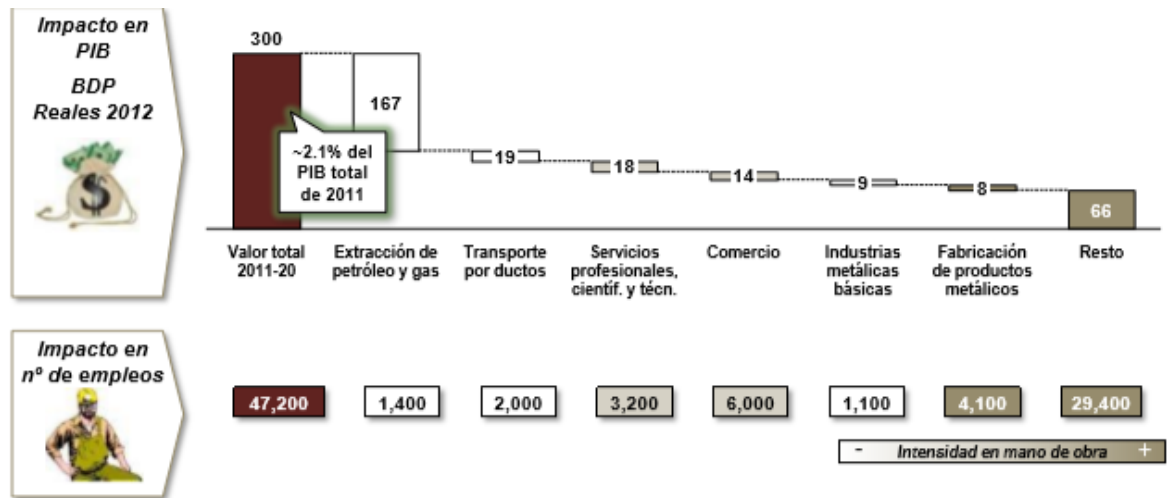 Impacto en
PIB
BDP
Reales 2012
$
300
167
19
18
14
9
8
66
~2.1% del
PIB total
de 2011
Valor total
2011-20
Extracción de
petróleo y gas
Transporte
por ductos
Servicios
profesionales,
científ. y técn.
Comercio
Industrias
metálicas
básicas
Fabricación
de productos
metálicos
Resto
Impacto en
nº de empleos
47,200
1,400
2,000
3,200
6,000
1,100
4,100
29,400
- Intensidad en mano de obra +